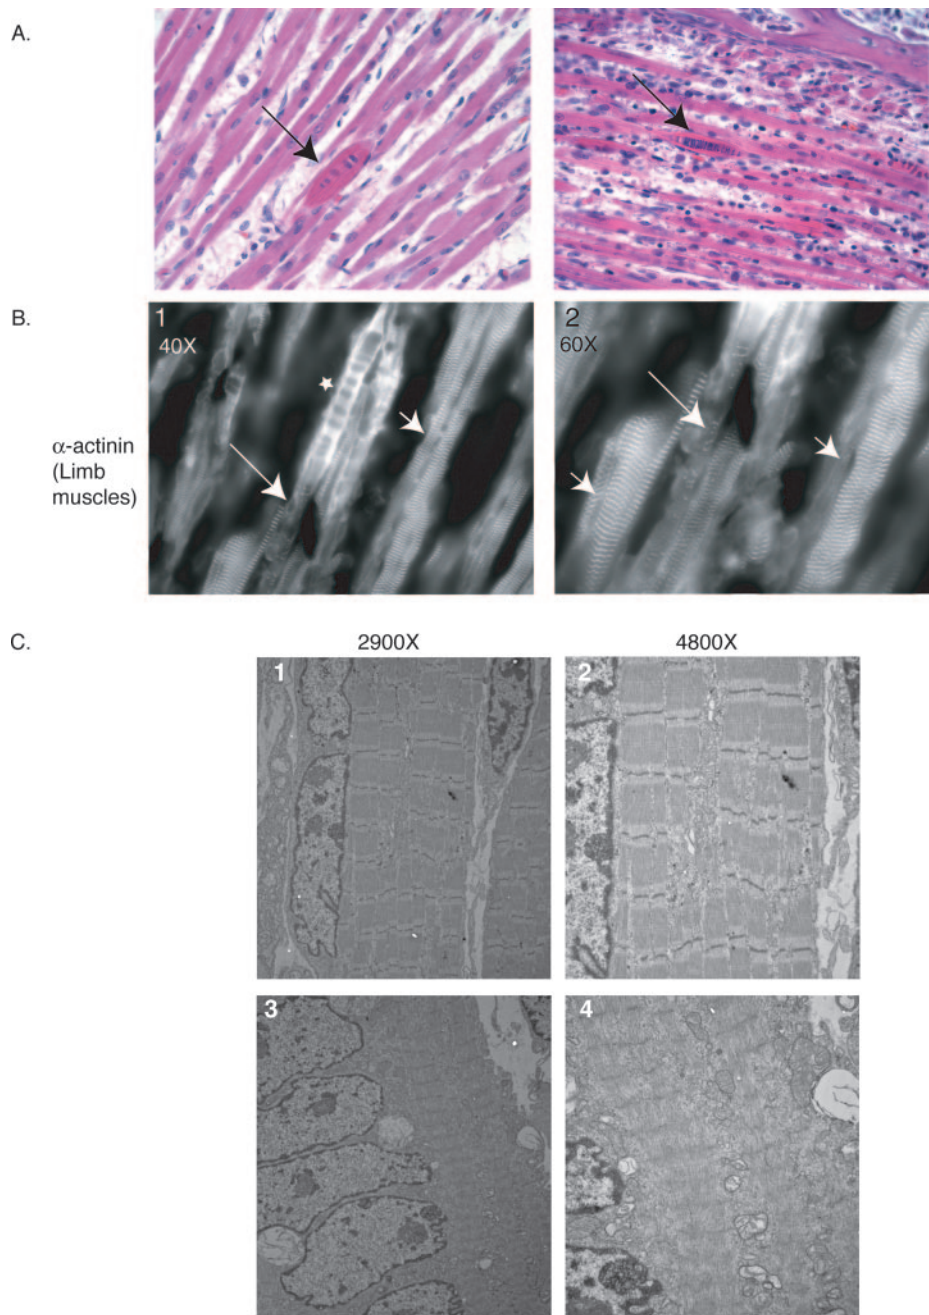 A.
B.
1
40X
2
60X
α-actinin
(Limb
muscles)
C.
2900X
4800X
1
2
3
4